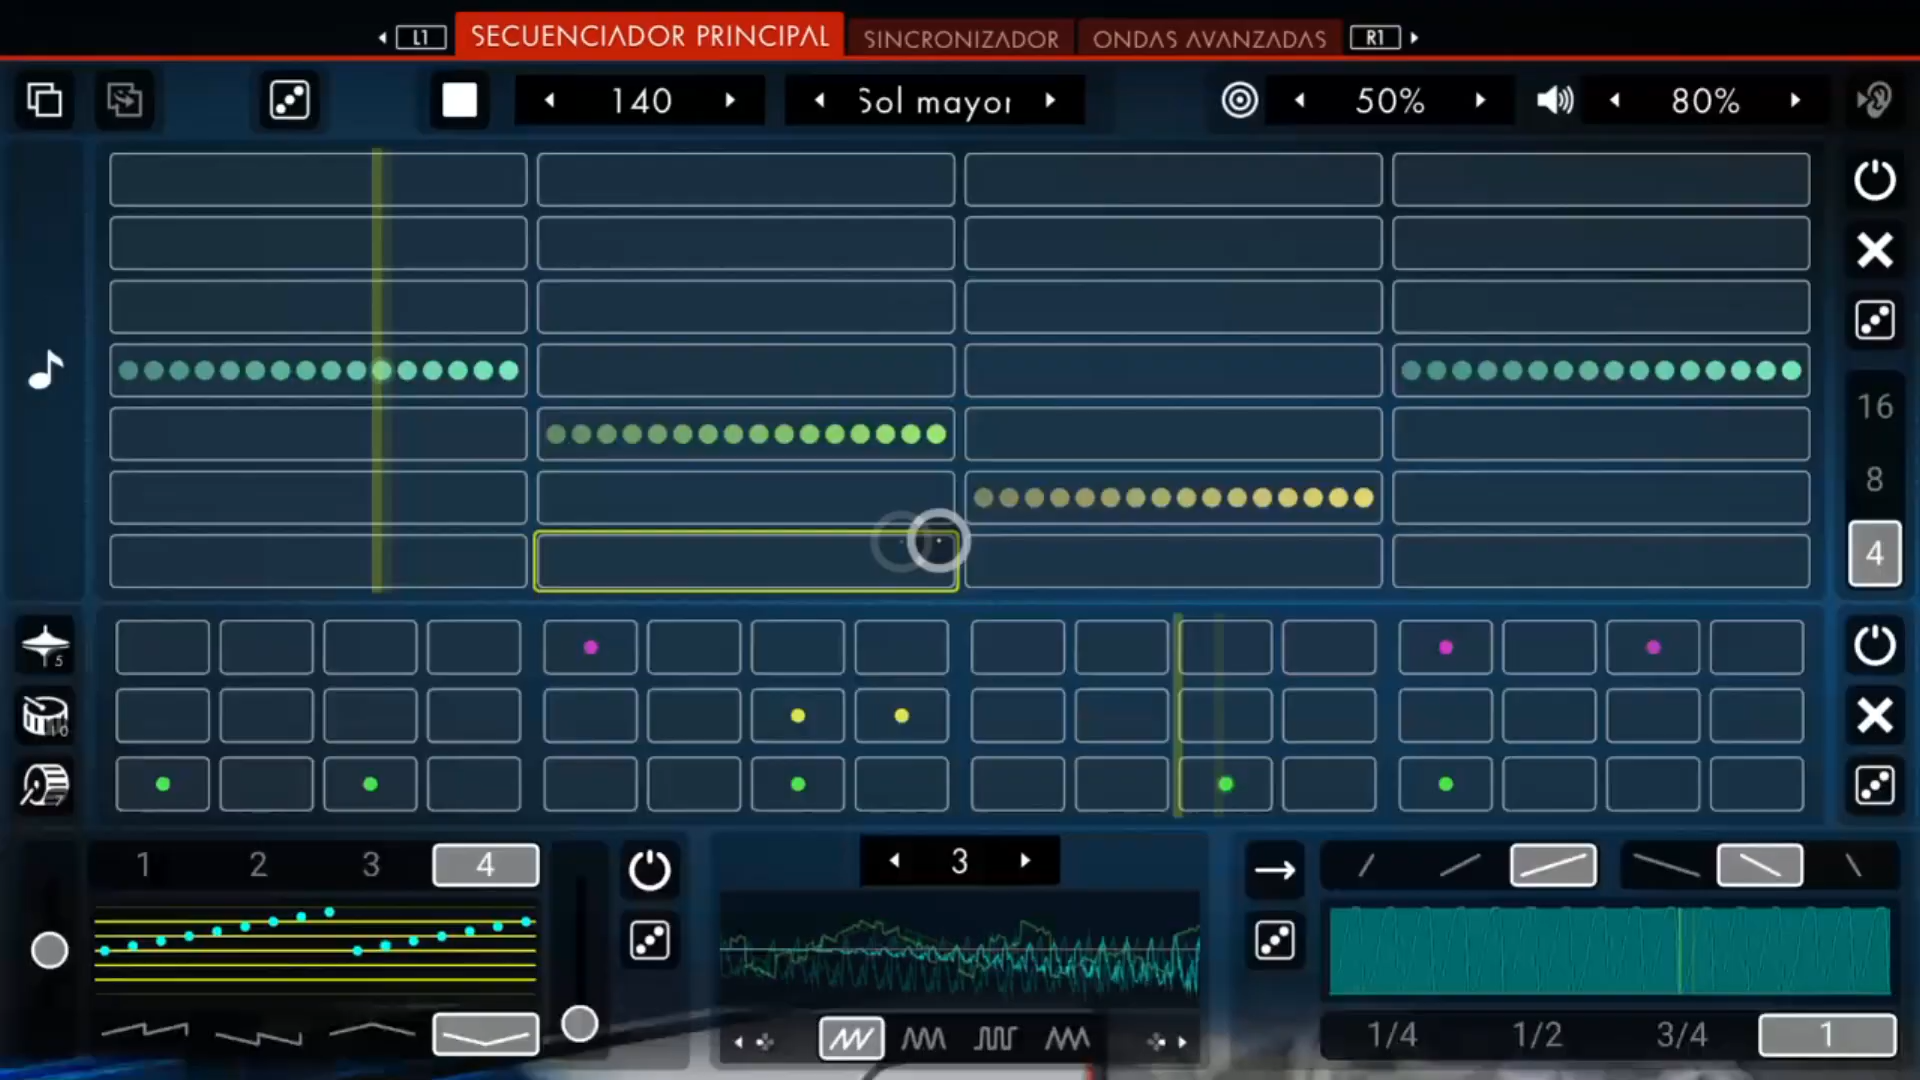 L1 SECUENCIADOR PRINCIPAL SINCRONIZADOR ONDAS AVANZADAS R1
140 Sol mayor 50% 80%
16
8
4
5
10
1 2 3 4
3
1/4 1/2 3/4 1